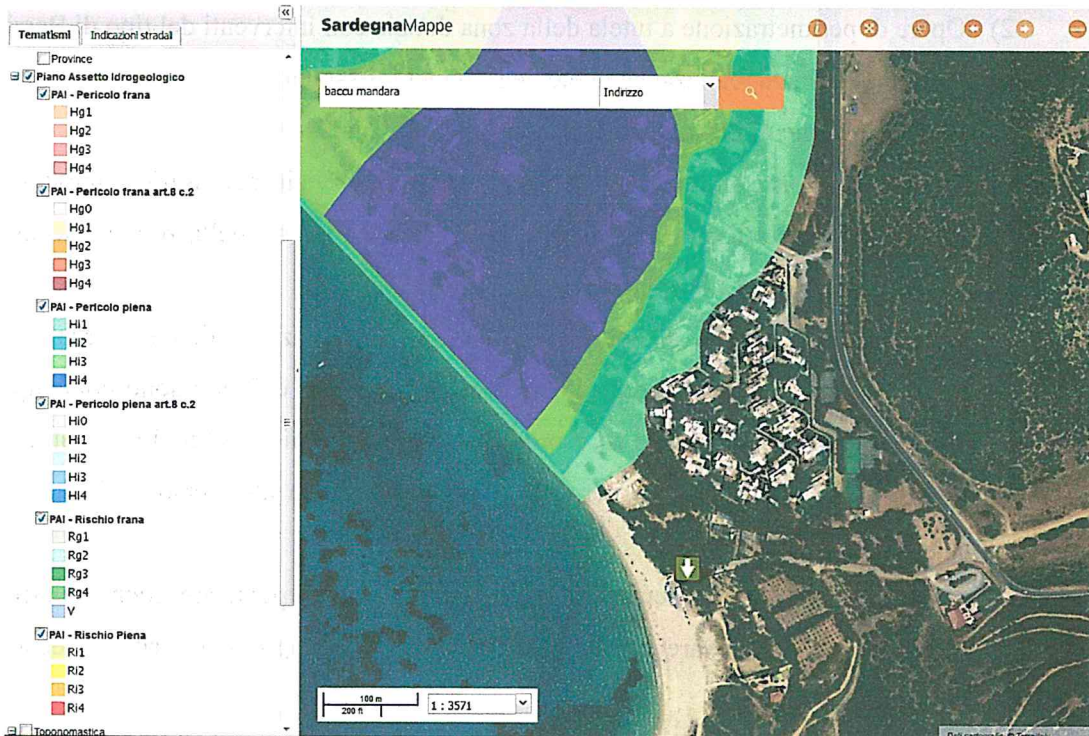 Tematismi
Indicazioni stradal
Province
Piano Assetto Idrogeologico
PAI - Pericolo frana
Hg1
Hg2
Hg3
Hg4
PAI - Pericolo frana art.8 c.2
Hg0
Hg1
Hg2
Hg3
Hg4
PAI - Pericolo piena
Hi1
Hi2
Hi3
Hi4
PAI - Pericolo piena art.8 c.2
Hi0
Hi1
Hi2
Hi3
Hi4
PAI - Rischio frana
Rg1
Rg2
Rg3
Rg4
V
PAI - Rischio Piena
Ri1
Ri2
Ri3
Ri4
Toponomastica
SardegnaMappe
baccu mandara
Indirizzo
100 m
200 ft
1 : 3571